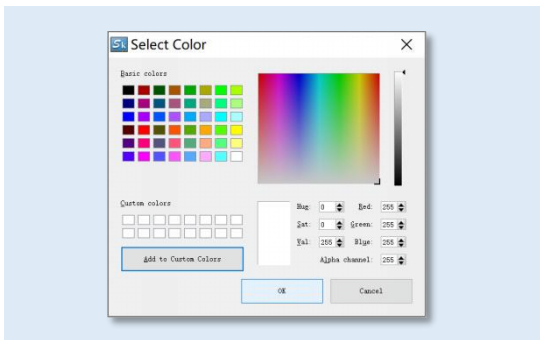 Sk Select Color
Basic colors
Custom colors
Add to Custom Colors
Hug: 0 Red: 255
Sat: 0 Green: 255
Val: 255 Blue: 255
Alpha channel: 255
OK Cancel